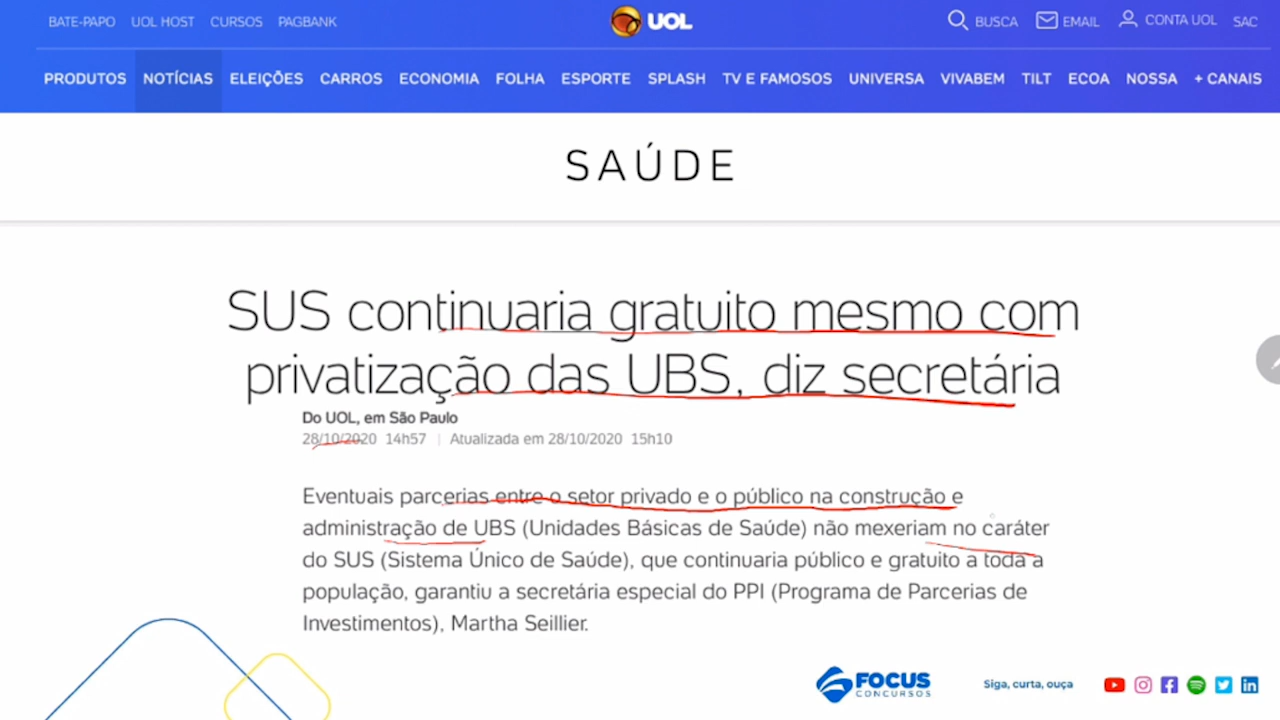 BATE-PAPO UOL HOST CURSOS PAGBANK UOL BUSCA EMAIL CONTA UOL SAC
PRODUTOS NOTÍCIAS ELEIÇÕES CARROS ECONOMIA FOLHA ESPORTE SPLASH TV E FAMOSOS UNIVERSA VIVABEM TILT ECOA NOSSA + CANAIS
SAÚDE
SUS continuaria gratuito mesmo com
privatização das UBS, diz secretária
Do UOL, em São Paulo
28/10/2020 14h57 | Atualizada em 28/10/2020 15h10
Eventuais parcerias entre o setor privado e o público na construção e
administração de UBS (Unidades Básicas de Saúde) não mexeriam no caráter
do SUS (Sistema Único de Saúde), que continuaria público e gratuito a toda a
população, garantiu a secretária especial do PPI (Programa de Parcerias de
Investimentos), Martha Seillier.
FOCUS
CONCURSOS
Siga, curta, ouça